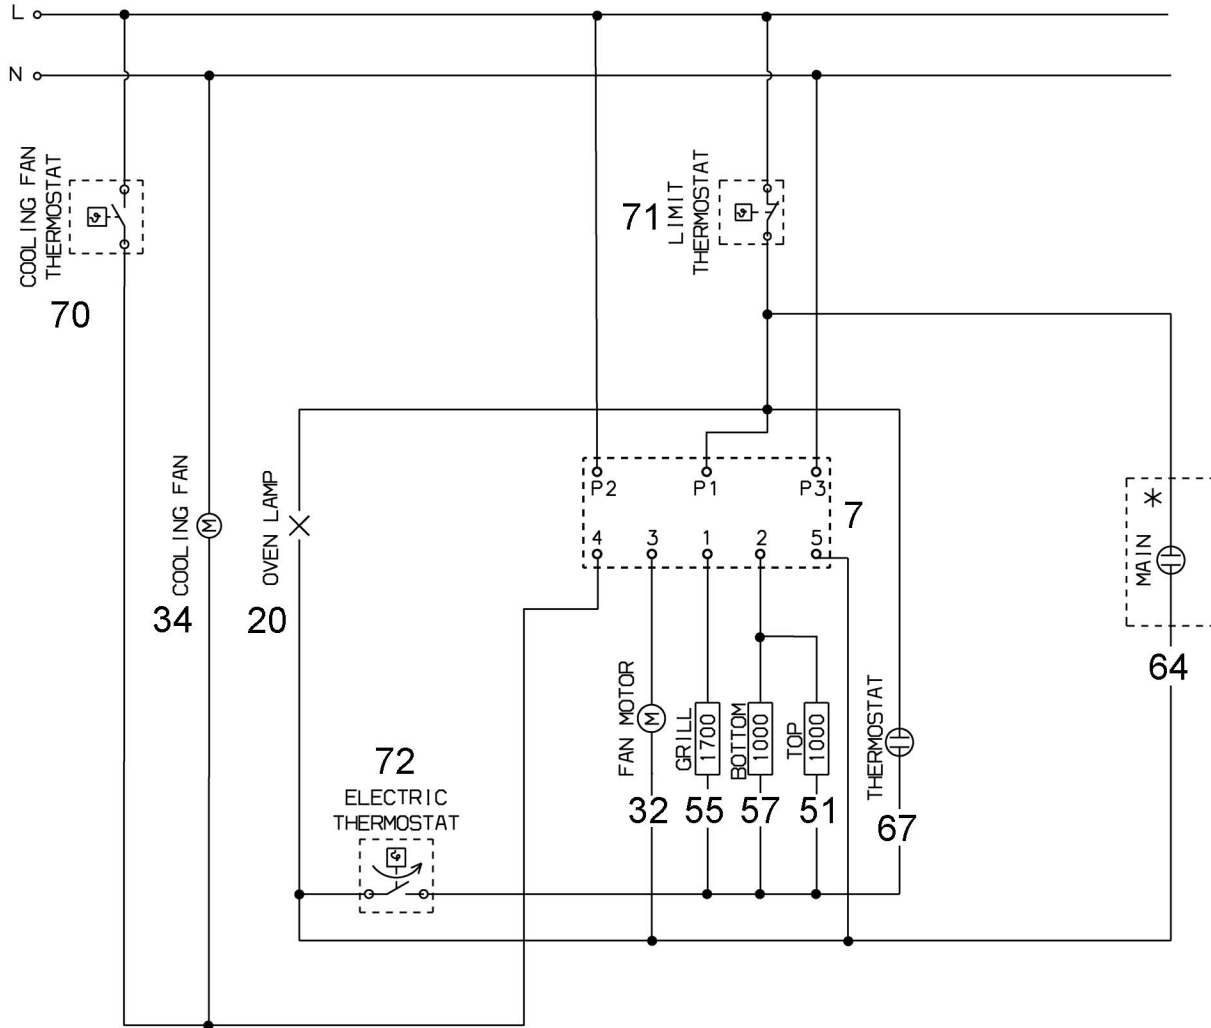 L
N
COOLING FAN
THERMOSTAT
70
71
LIMIT
THERMOSTAT
P2 P1 P3
7
4 3 1 2 5
COOLING FAN
M
34
OVEN LAMP
20
MAIN
*
64
FAN MOTOR
M
32
GRILL
1700
55
BOTTOM
1000
57
TOP
1000
51
THERMOSTAT
67
72
ELECTRIC
THERMOSTAT